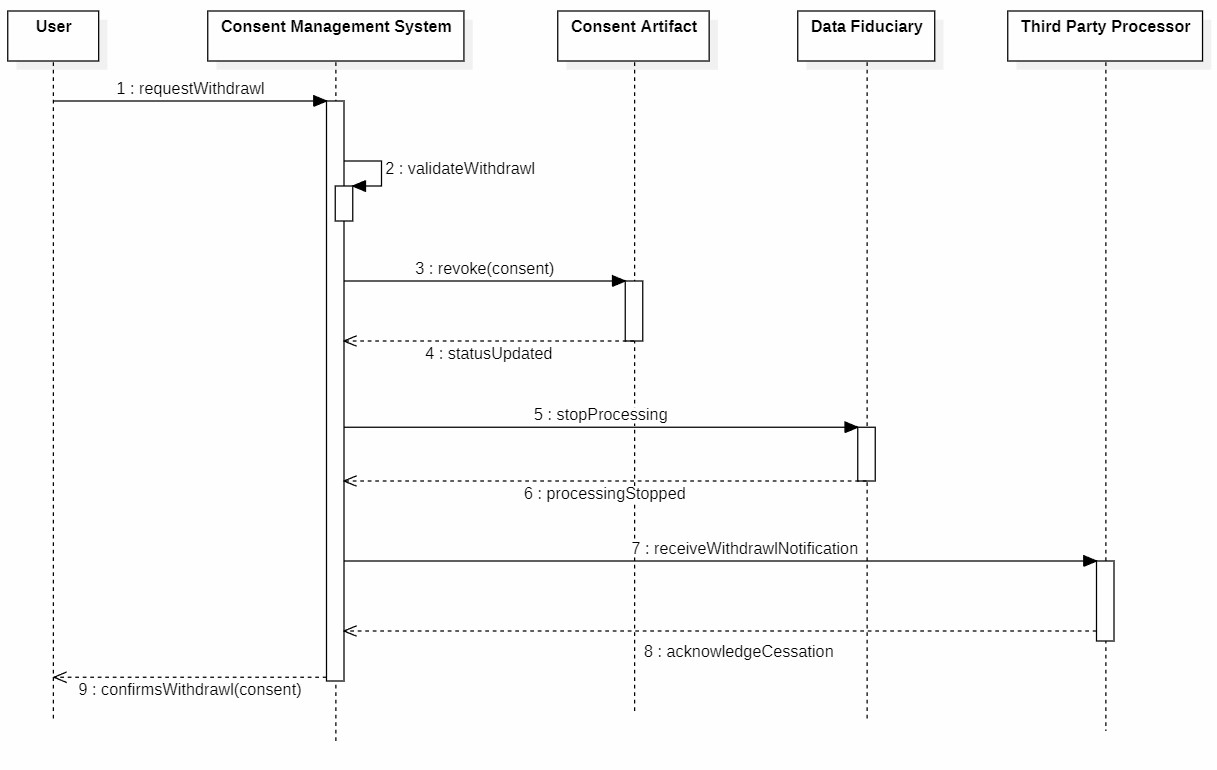 User
Consent Management System
Consent Artifact
Data Fiduciary
Third Party Processor
1 : requestWithdrawl
2 : validateWithdrawl
3 : revoke(consent)
4 : statusUpdated
5 : stopProcessing
6 : processingStopped
7 : receiveWithdrawlNotification
8 : acknowledgeCessation
9 : confirmsWithdrawl(consent)